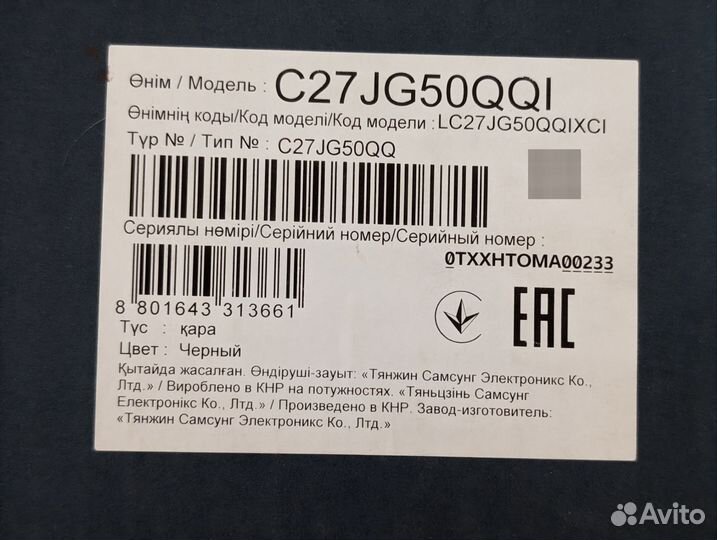 Өнім / Модель : C27JG50QQI
Өнімнің коды/Код моделі/Код модели :LC27JG50QQIXCI
Түр № / Тип № : C27JG50QQ
Сериялы нөмірі/Серійний номер/Серийный номер :
0TXXHTOMA00233
8 801643 313661
Түс : қара
Цвет : Черный
EAC
Қытайда жасалған. Өндіруші-зауыт: «Тянжин Самсунг Электроникс Ко.,
Лтд.» / Вироблено в КНР на потужностях. «Тяньцзінь Самсунг
Електронікс Ко., Лтд.» / Произведено в КНР. Завод-изготовитель:
«Тянжин Самсунг Электроникс Ко., Лтд.»
Avito